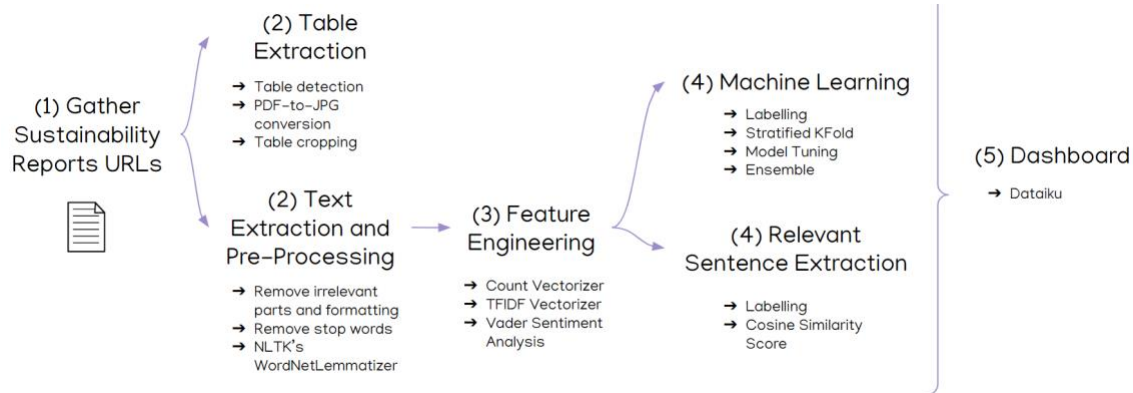 (1) Gather
Sustainability
Reports URLs
(2) Table
Extraction
➔ Table detection
➔ PDF-to-JPG
conversion
➔ Table cropping
(2) Text
Extraction and
Pre-Processing
➔ Remove irrelevant
parts and formatting
➔ Remove stop words
➔ NLTK's
WordNetLemmatizer
(3) Feature
Engineering
➔ Count Vectorizer
➔ TFIDF Vectorizer
➔ Vader Sentiment
Analysis
(4) Machine Learning
➔ Labelling
➔ Stratified KFold
➔ Model Tuning
➔ Ensemble
(4) Relevant
Sentence Extraction
➔ Labelling
➔ Cosine Similarity
Score
(5) Dashboard
➔ Dataiku